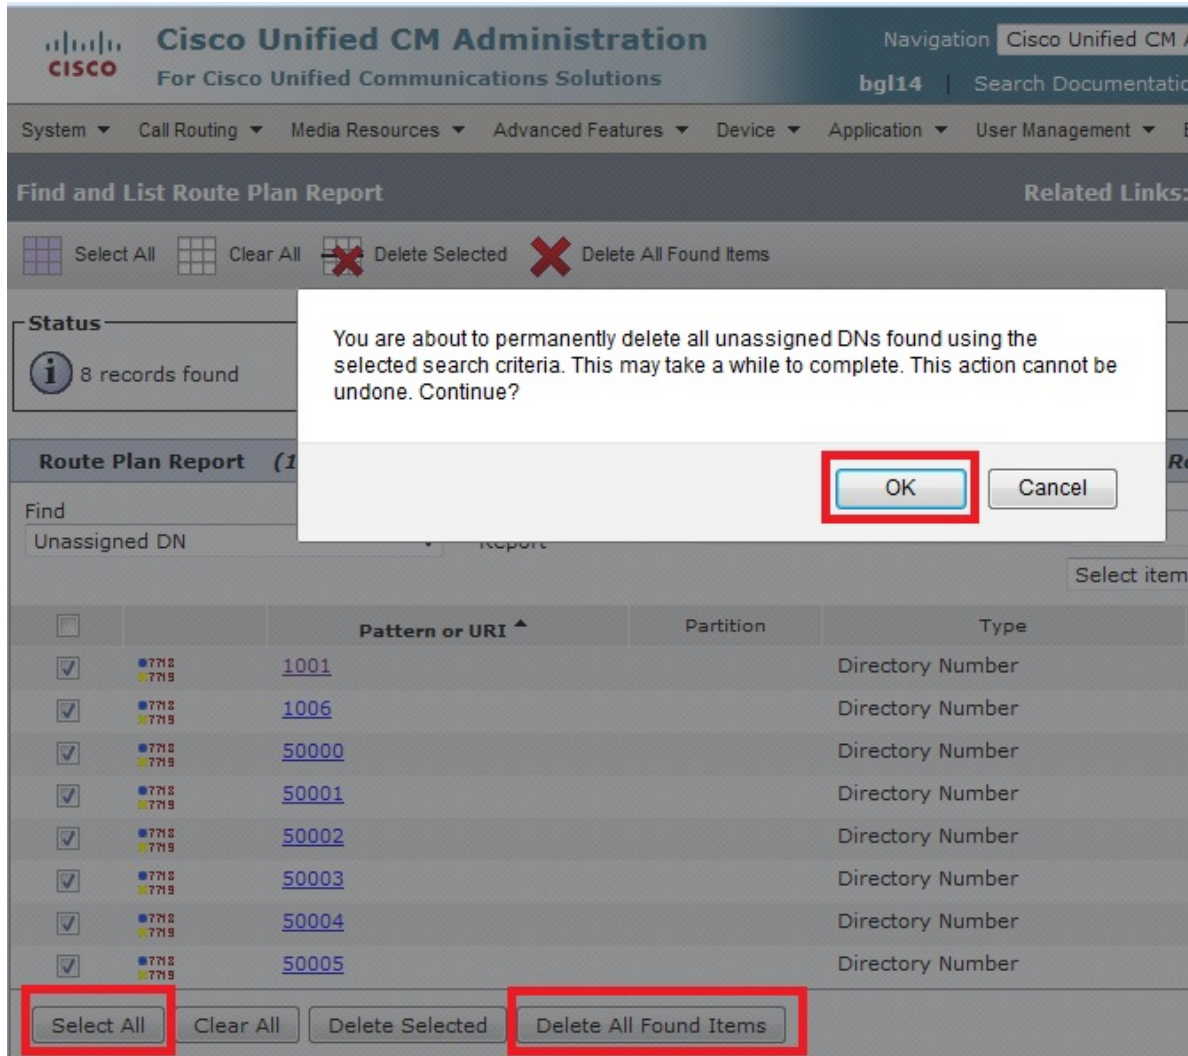 Cisco Unified CM Administration
Navigation Cisco Unified CM
CISCO
For Cisco Unified Communications Solutions
bgl14 | Search Documentatio
System Call Routing Media Resources Advanced Features Device Application User Management
Find and List Route Plan Report
Related Links:
Select All Clear All Delete Selected Delete All Found Items
Status
8 records found
You are about to permanently delete all unassigned DNs found using the
selected search criteria. This may take a while to complete. This action cannot be
undone. Continue?
OK Cancel
Route Plan Report (1
Ro
Find
Unassigned DN
Report
Select item
Pattern or URI Partition Type
1001 Directory Number
1006 Directory Number
50000 Directory Number
50001 Directory Number
50002 Directory Number
50003 Directory Number
50004 Directory Number
50005 Directory Number
Select All Clear All Delete Selected Delete All Found Items